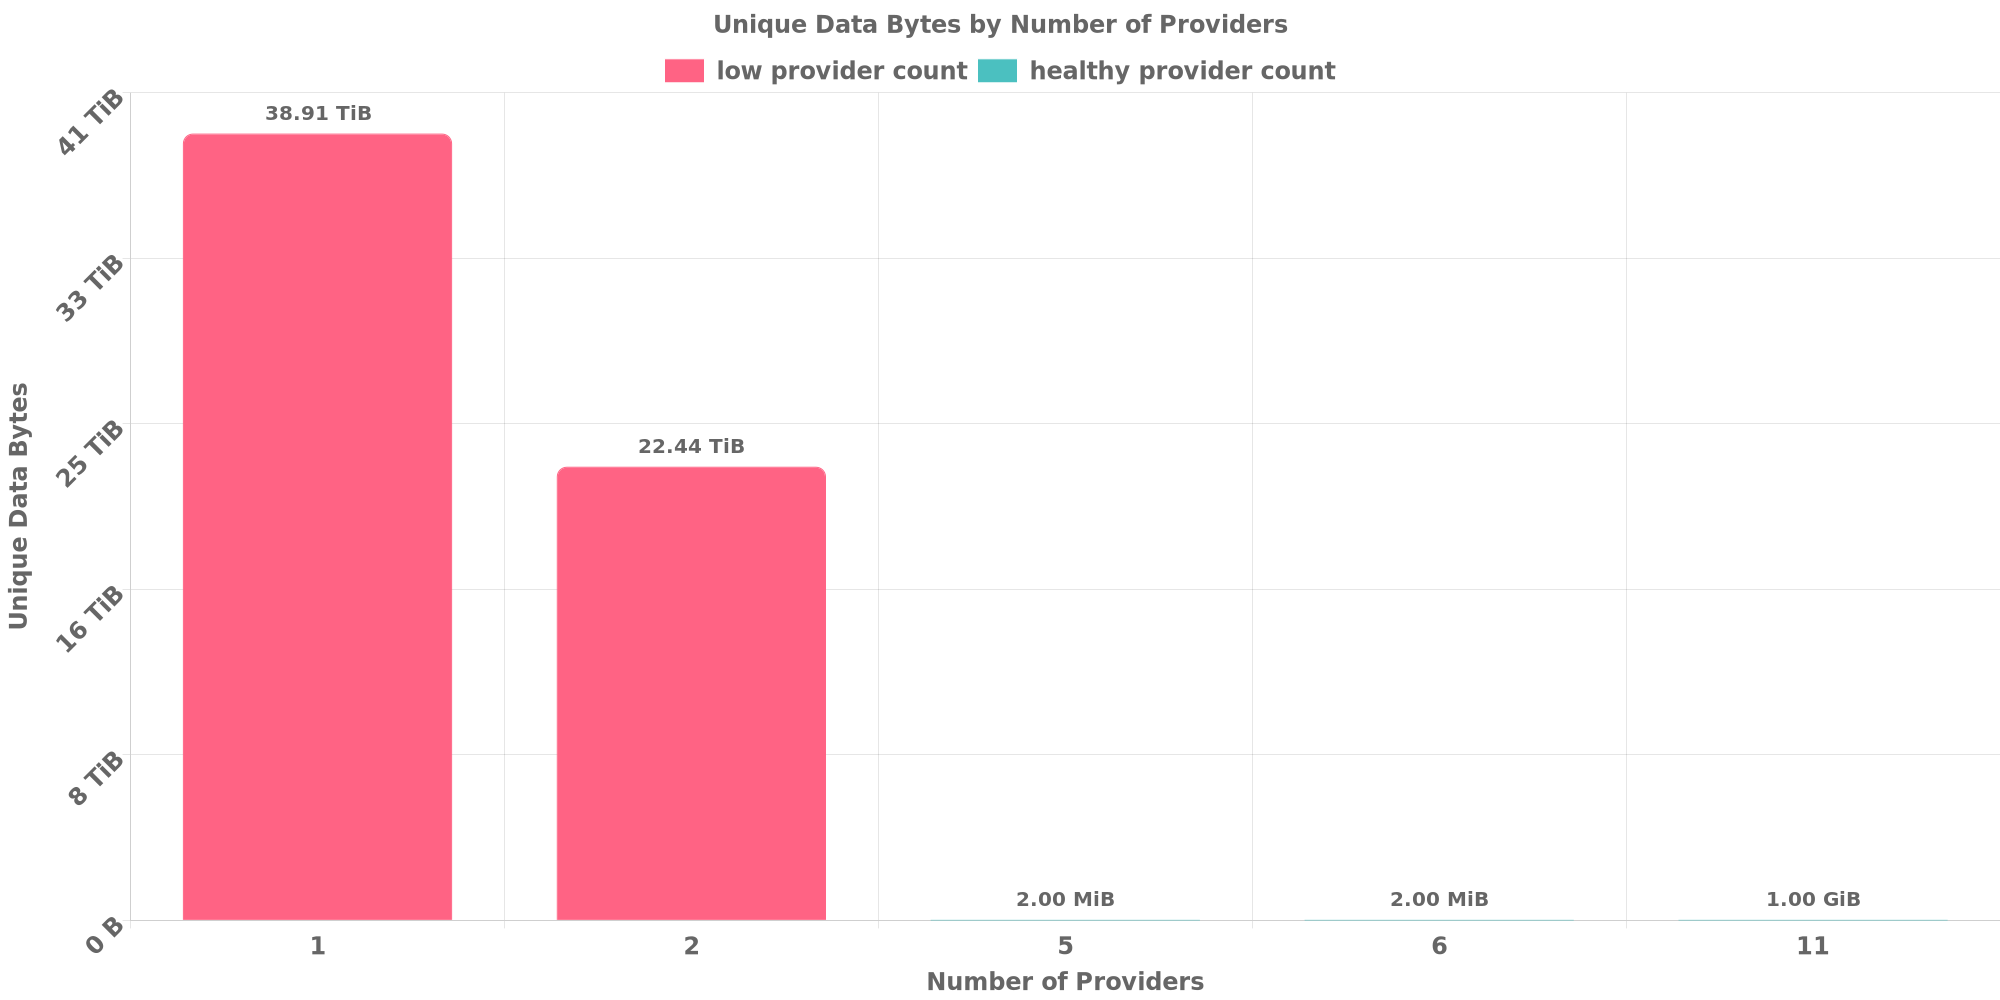 Unique Data Bytes by Number of Providers
low provider count healthy provider count
41 TiB
33 TiB
25 TiB
16 TiB
8 TiB
0 B
Unique Data Bytes
38.91 TiB
22.44 TiB
2.00 MiB
2.00 MiB
1.00 GiB
1 2 5 6 11
Number of Providers